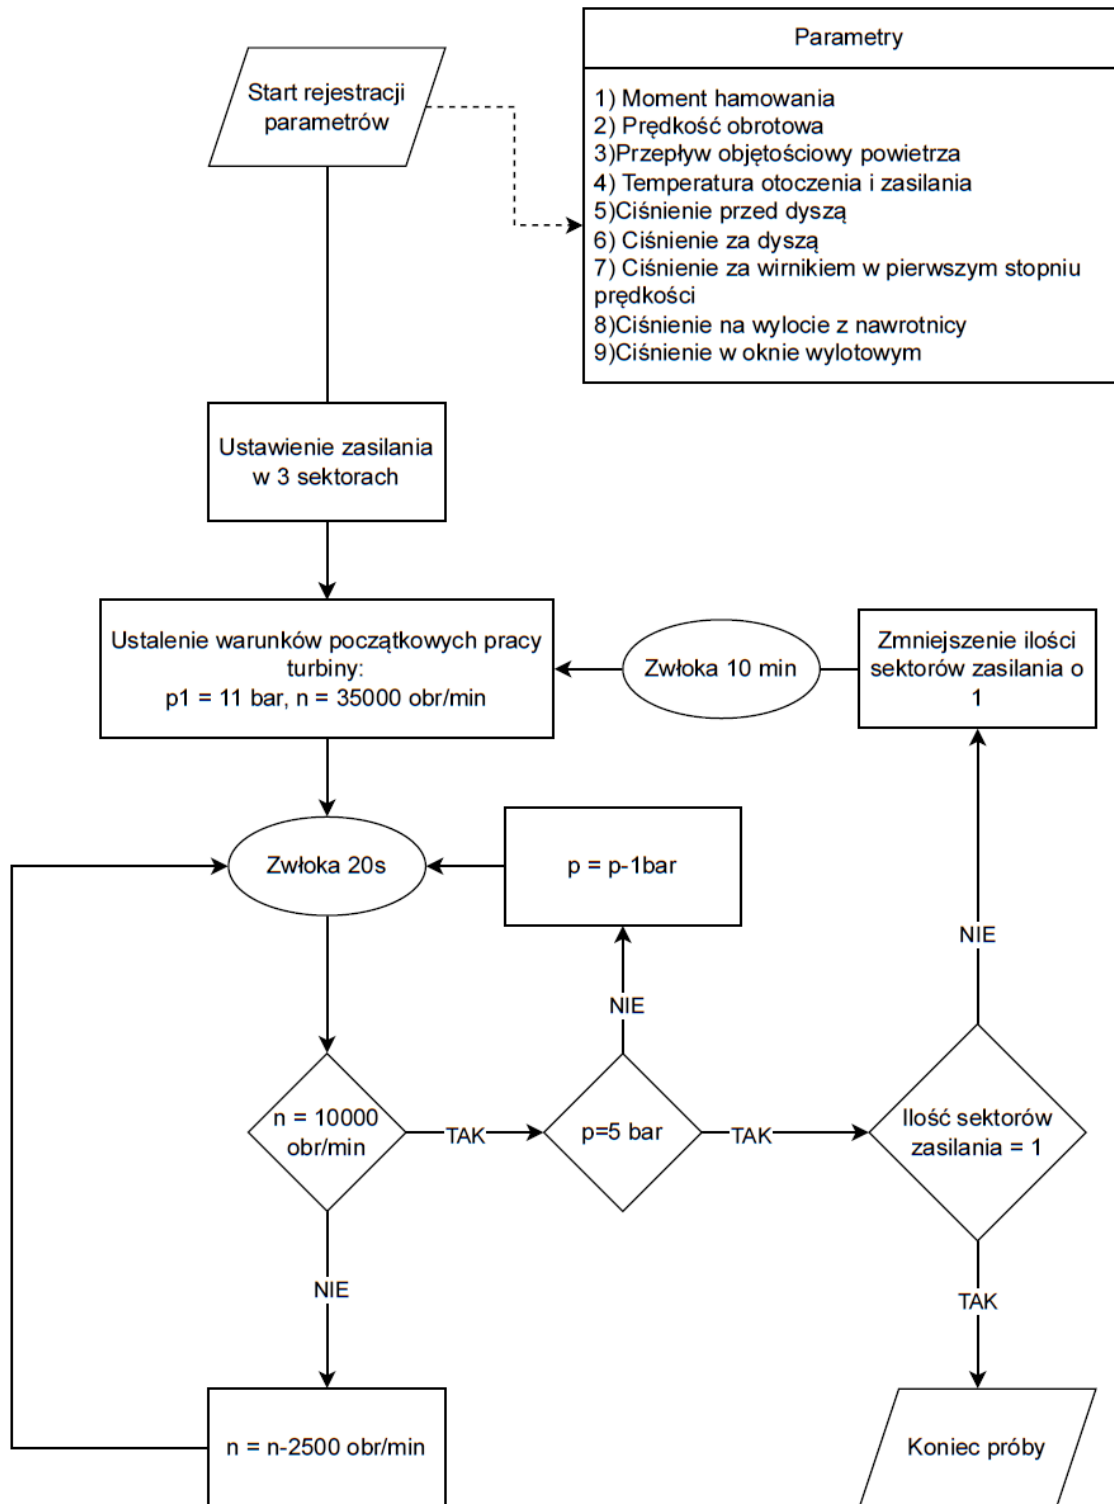 Start rejestracji
parametrów
Parametry
1) Moment hamowania
2) Prędkość obrotowa
3)Przepływ objętościowy powietrza
4) Temperatura otoczenia i zasilania
5)Ciśnienie przed dyszą
6) Ciśnienie za dyszą
7) Ciśnienie za wirnikiem w pierwszym stopniu
prędkości
8)Ciśnienie na wylocie z nawrotnicy
9)Ciśnienie w oknie wylotowym
Ustawienie zasilania
w 3 sektorach
Ustalenie warunków początkowych pracy
turbiny:
p1 = 11 bar, n = 35000 obr/min
Zwłoka 10 min
Zmniejszenie ilości
sektorów zasilania o
1
Zwłoka 20s
p = p-1bar
NIE
NIE
n = 10000
obr/min
TAK
p=5 bar
TAK
Ilość sektorów
zasilania = 1
NIE
TAK
n = n-2500 obr/min
Koniec próby